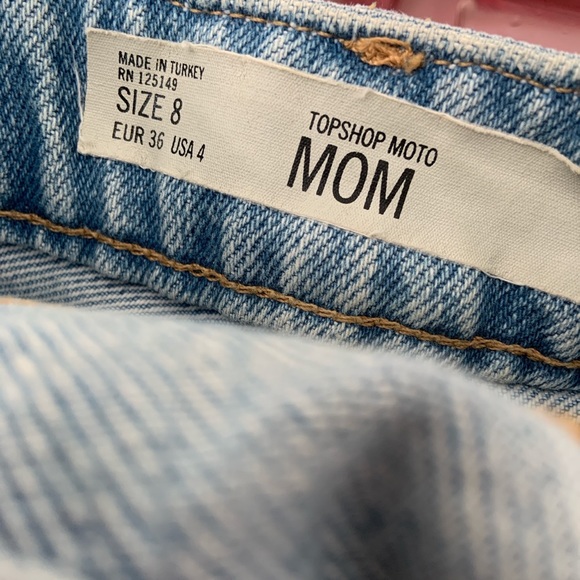 MADE IN TURKEY
RN 125149
SIZE 8
EUR 36 USA 4
TOPSHOP MOTO
MOM